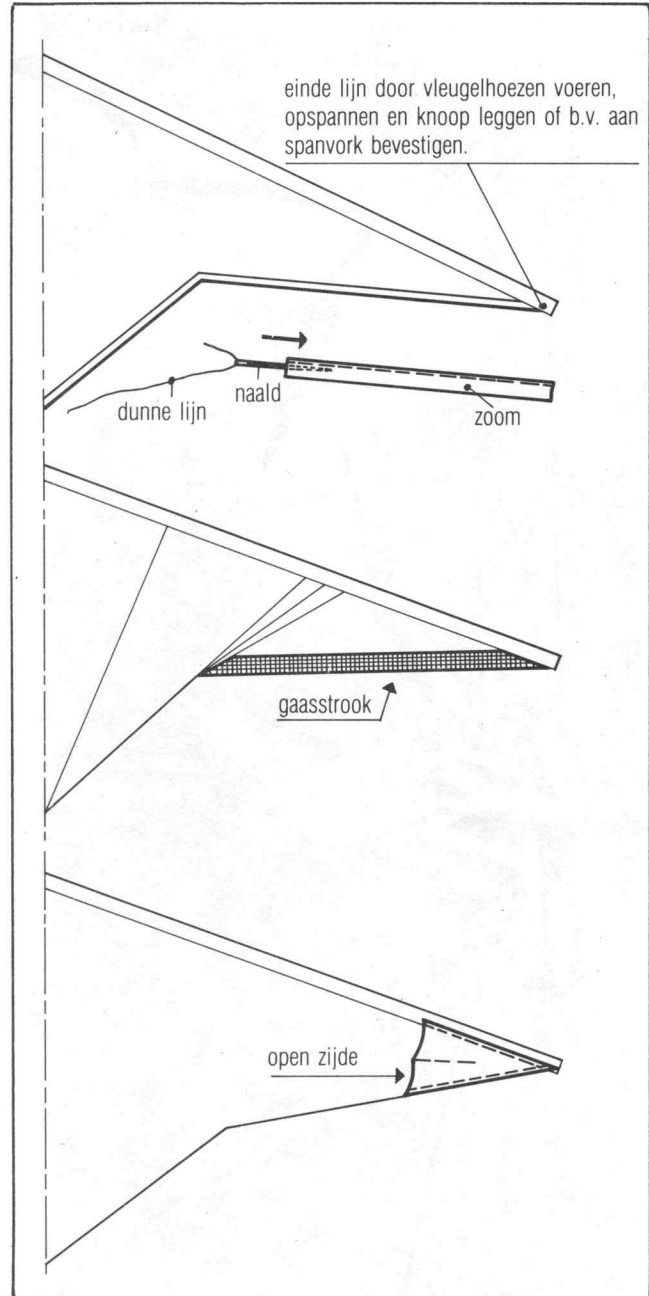 einde lijn door vleugelhoezen voeren,
opspannen en knoop leggen of b.v. aan
spanvork bevestigen.
naald
dunne lijn
zoom
gaasstrook
open zijde